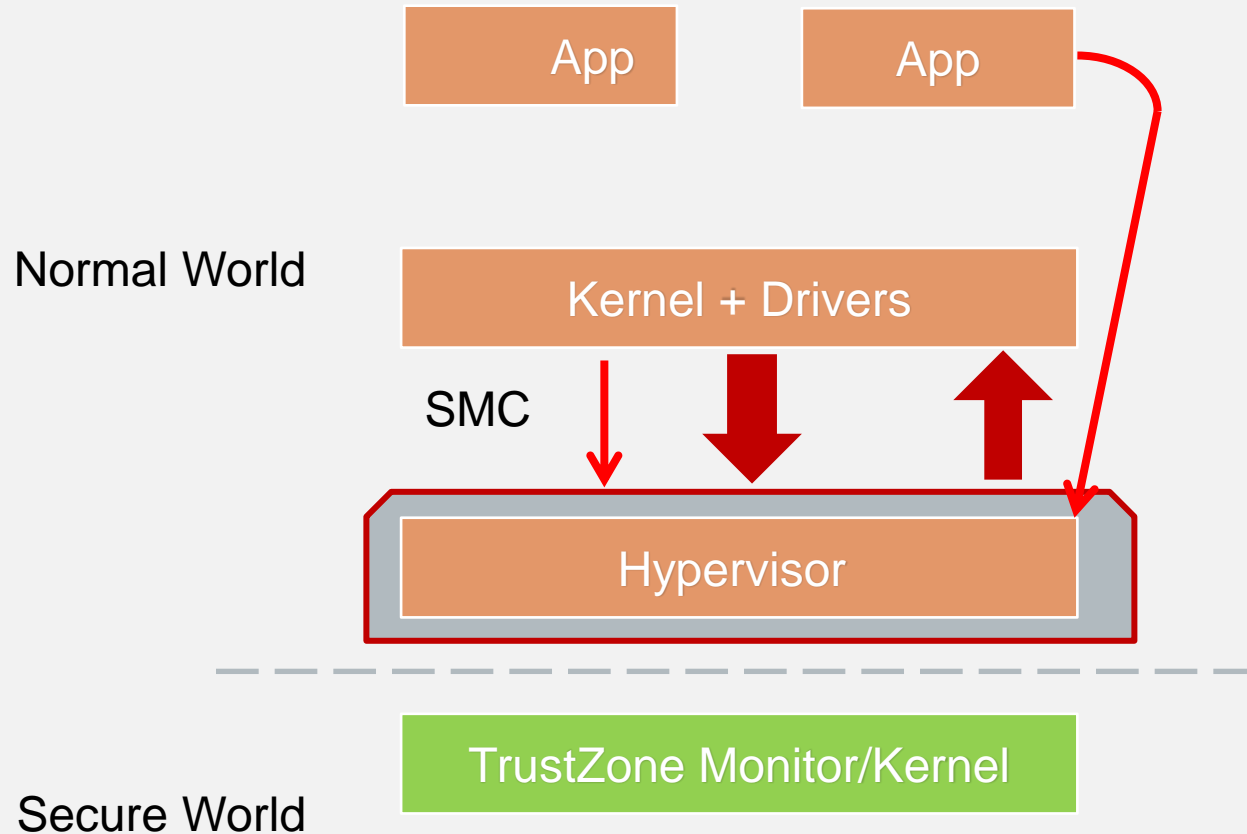 App
App
Normal World
Kernel + Drivers
SMC
Hypervisor
TrustZone Monitor/Kernel
Secure World